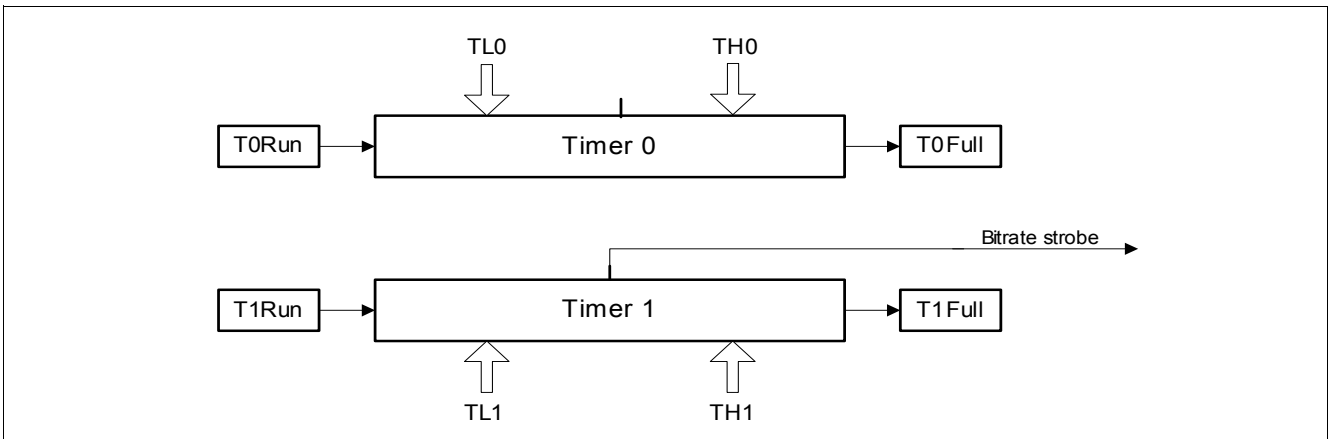 TL0 TH0
T0Run Timer 0 T0Full
Bitrate strobe
T1Run Timer 1 T1Full
TL1 TH1